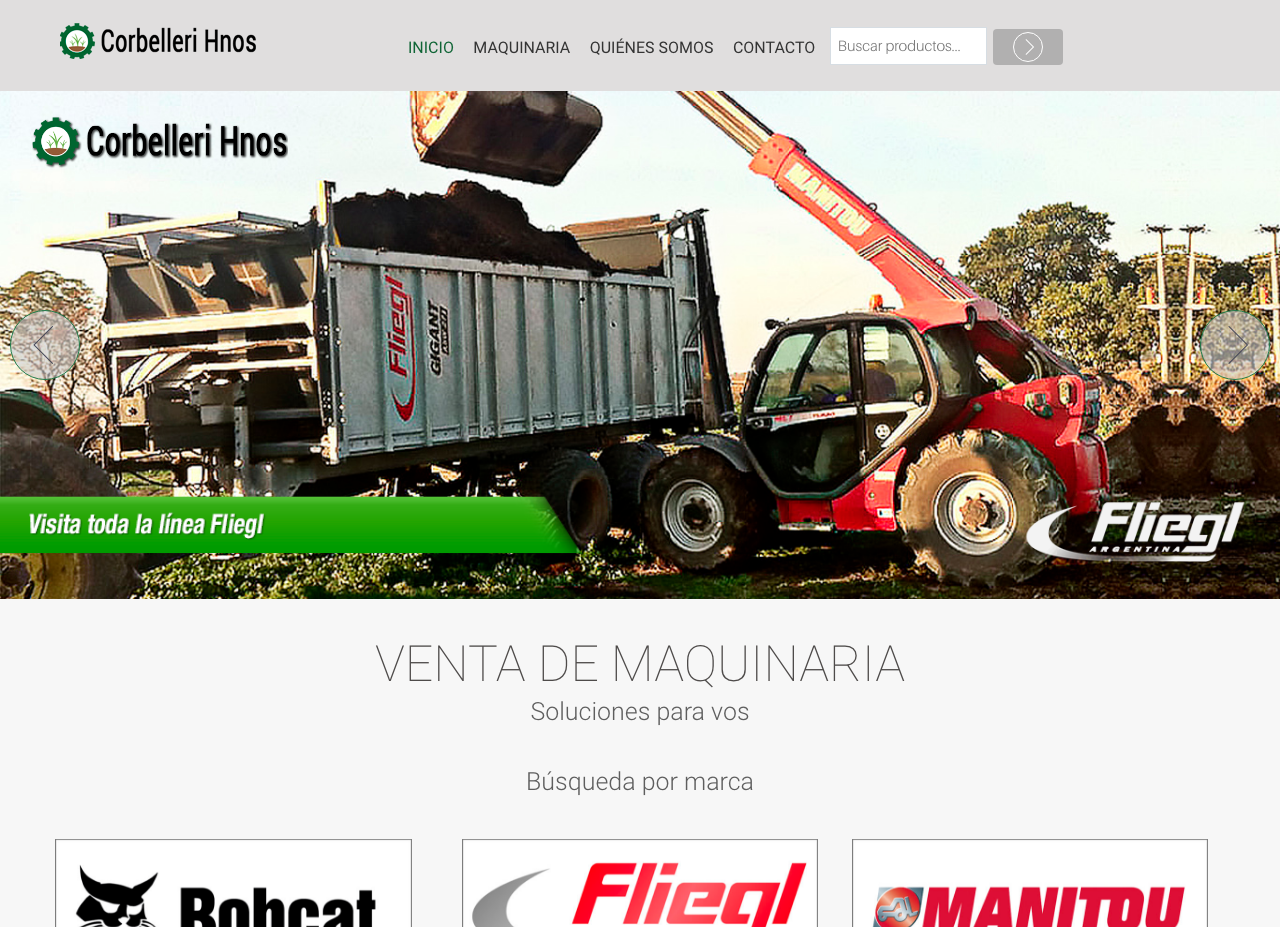 Corbelleri Hnos
INICIO MAQUINARIA QUIÉNES SOMOS CONTACTO Buscar productos...
Corbelleri Hnos
MANITOU
Fliegl
GIGANT
Visita toda la línea Fliegl
Fliegl
ARGENTINA
VENTA DE MAQUINARIA
Soluciones para vos
Búsqueda por marca
Bobcat
Fliegl
MANITOU